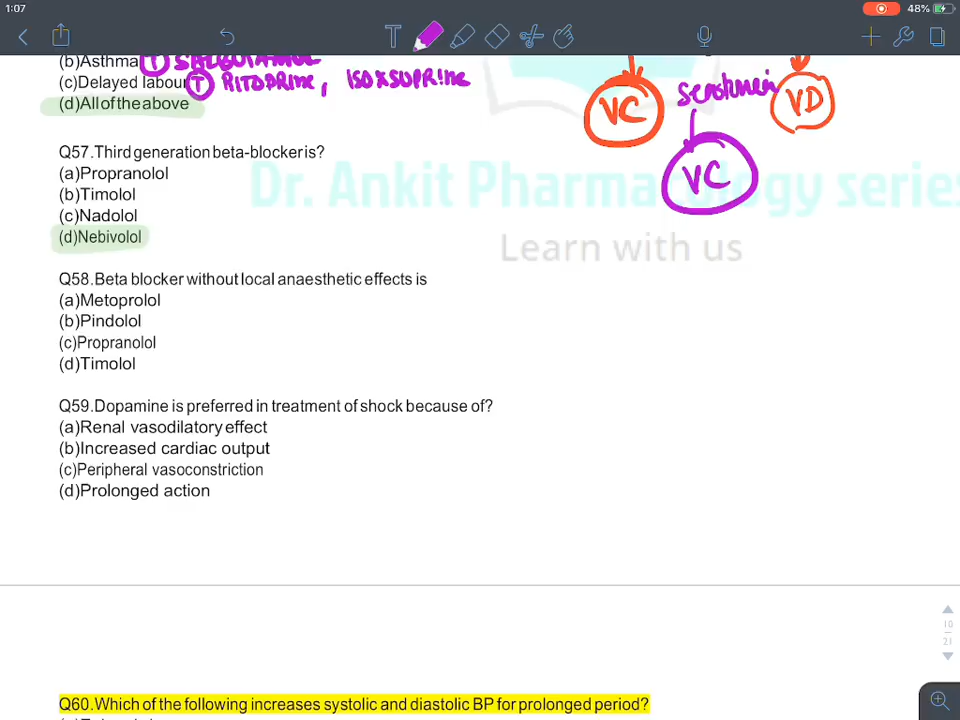 1:07
48%
T
(b)Asthma T SALBUTAMOL
(c)Delayed labour T RITODRINE, ISOXSUPRINE
(d)All of the above
VC
Serotonin
VD
VC
Q57.Third generation beta-blocker is?
(a)Propranolol
(b)Timolol
(c)Nadolol
(d)Nebivolol
Dr. Ankit Pharmacology series
Learn with us
Q58.Beta blocker without local anaesthetic effects is
(a)Metoprolol
(b)Pindolol
(c)Propranolol
(d)Timolol
Q59.Dopamine is preferred in treatment of shock because of?
(a)Renal vasodilatory effect
(b)Increased cardiac output
(c)Peripheral vasoconstriction
(d)Prolonged action
10
21
Q60.Which of the following increases systolic and diastolic BP for prolonged period?